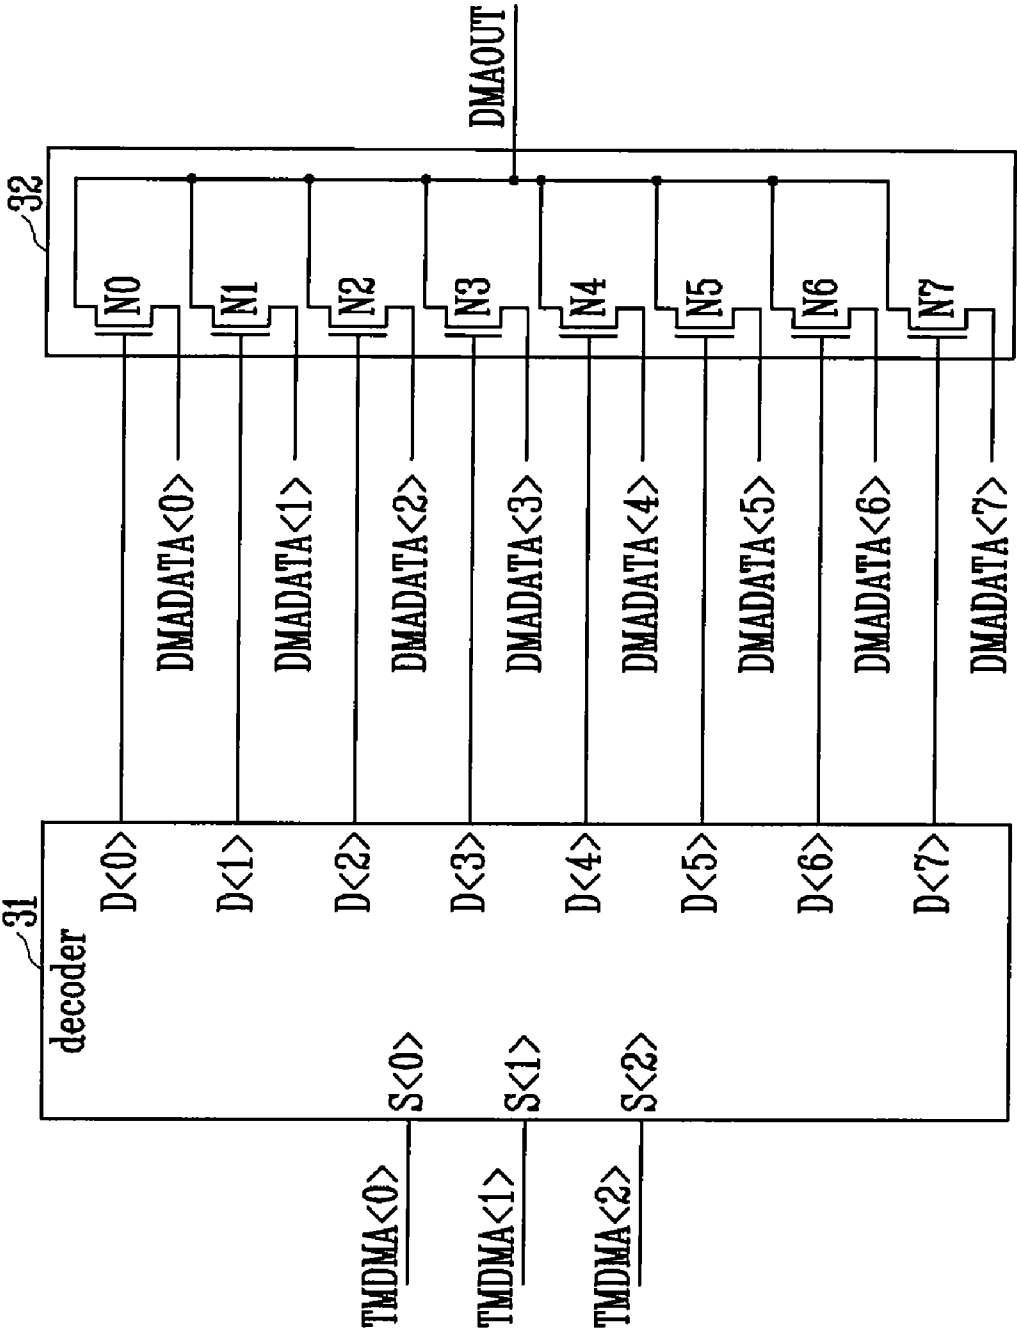 31
decoder
TMDMA<0>
TMDMA<1>
TMDMA<2>
S<0>
S<1>
S<2>
D<0>
D<1>
D<2>
D<3>
D<4>
D<5>
D<6>
D<7>
DMADATA<0>
DMADATA<1>
DMADATA<2>
DMADATA<3>
DMADATA<4>
DMADATA<5>
DMADATA<6>
DMADATA<7>
32
N0
N1
N2
N3
N4
N5
N6
N7
DMAOUT